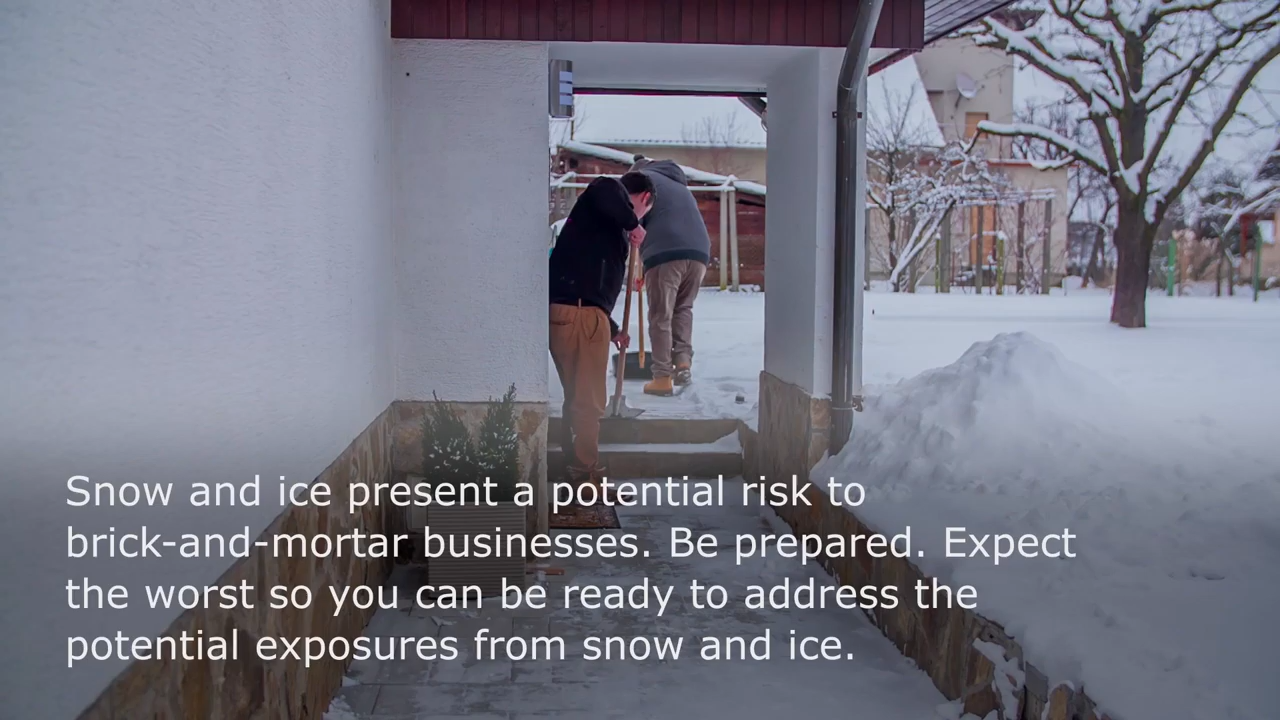 Snow and ice present a potential risk to
brick-and-mortar businesses. Be prepared. Expect
the worst so you can be ready to address the
potential exposures from snow and ice.